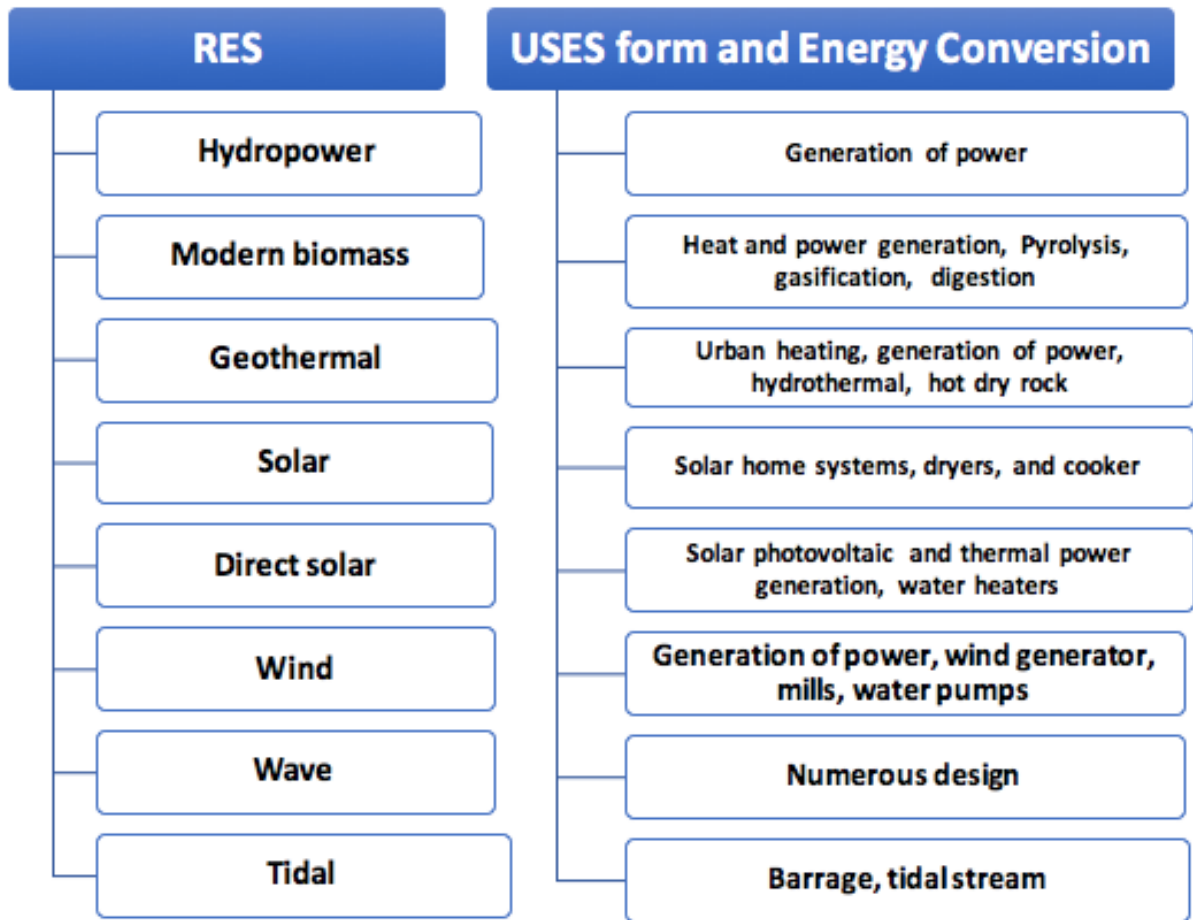 RES
USES form and Energy Conversion
Hydropower
Generation of power
Modern biomass
Heat and power generation, Pyrolysis,
gasification, digestion
Geothermal
Urban heating, generation of power,
hydrothermal, hot dry rock
Solar
Solar home systems, dryers, and cooker
Direct solar
Solar photovoltaic and thermal power
generation, water heaters
Wind
Generation of power, wind generator,
mills, water pumps
Wave
Numerous design
Tidal
Barrage, tidal stream